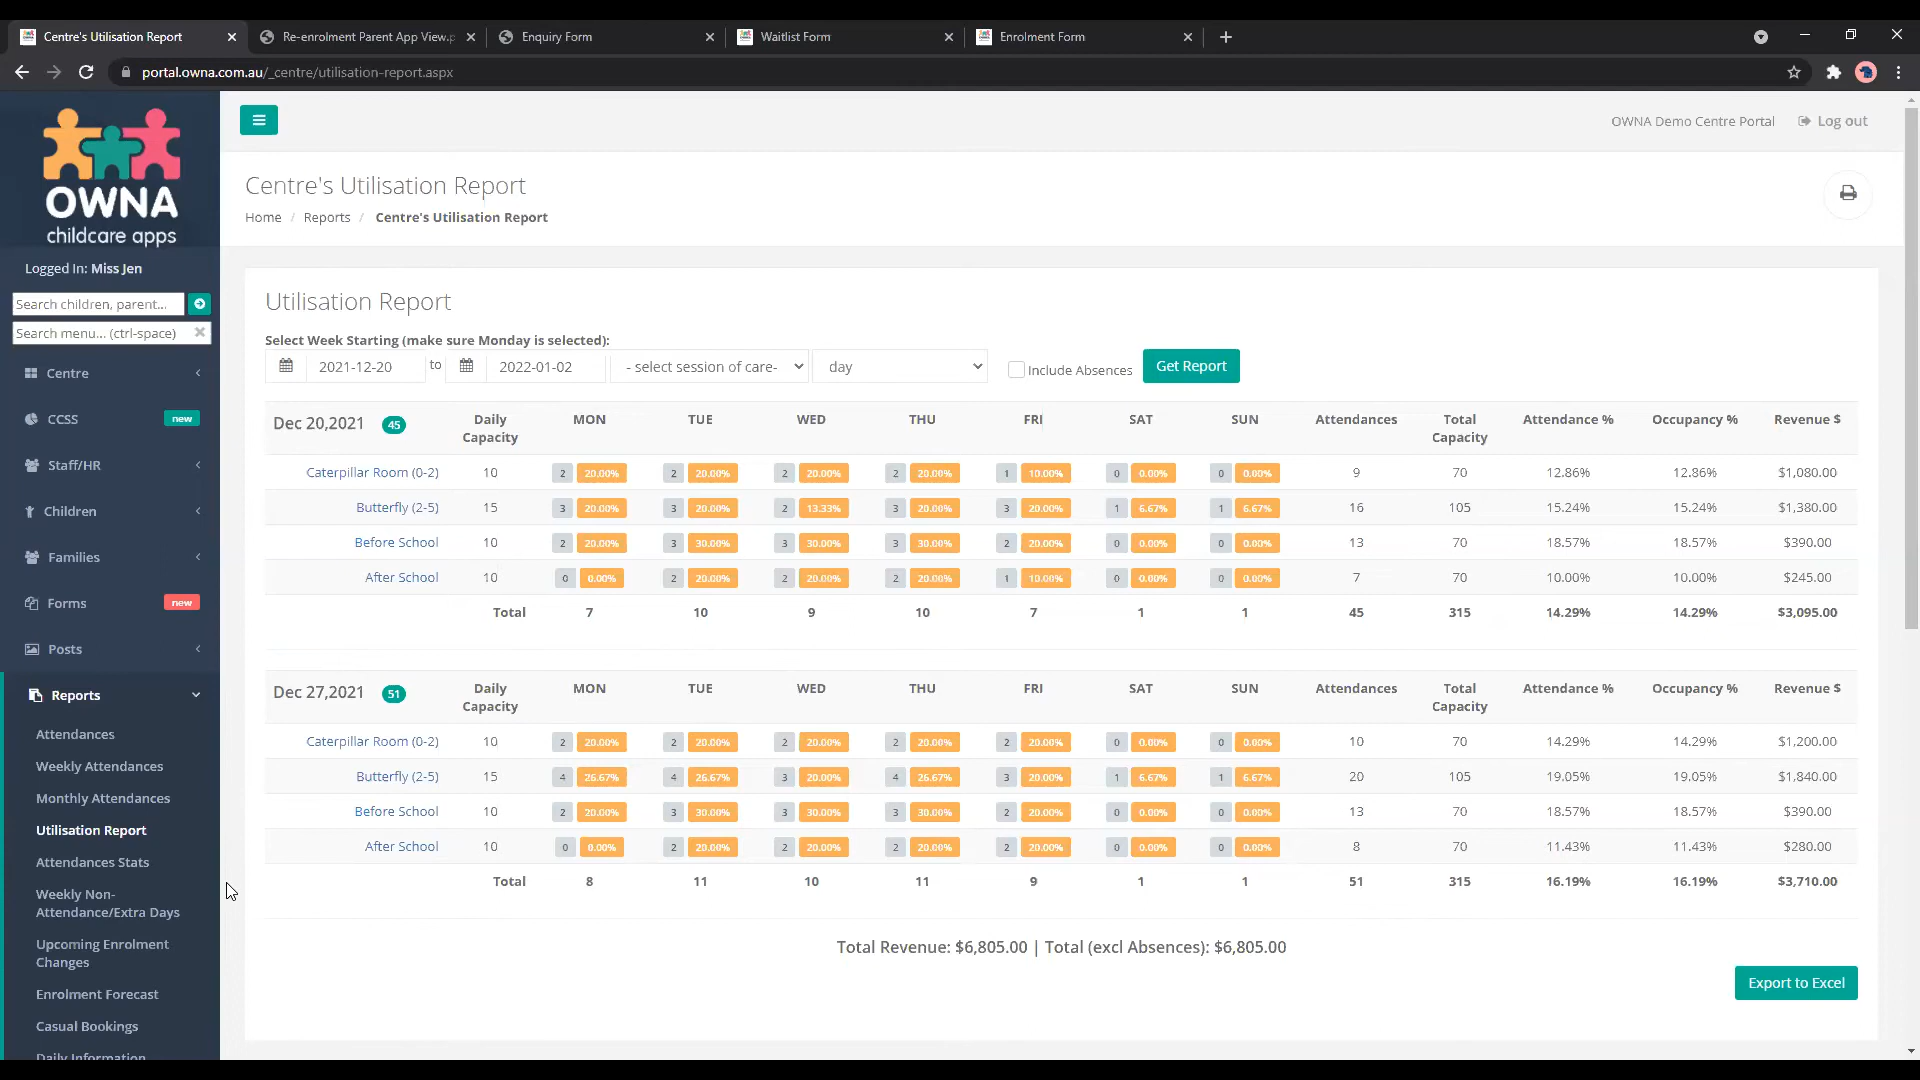 Centre's Utilisation Report
Re-enrolment Parent App View.p
Enquiry Form
Waitlist Form
Enrolment Form
portal.owna.com.au/_centre/utilisation-report.aspx
OWNA
childcare apps
Logged In: Miss Jen
Search children, parent...
Search menu... (ctrl-space)
Centre
CCSS new
Staff/HR
Children
Families
Forms new
Posts
Reports
Attendances
Weekly Attendances
Monthly Attendances
Utilisation Report
Attendances Stats
Weekly Non-
Attendance/Extra Days
Upcoming Enrolment
Changes
Enrolment Forecast
Casual Bookings
Daily Information
OWNA Demo Centre Portal Log out
Centre's Utilisation Report
Home / Reports / Centre's Utilisation Report
Utilisation Report
Select Week Starting (make sure Monday is selected):
2021-12-20 to 2022-01-02 - select session of care- day Include Absences Get Report
Dec 20,2021 45 Daily Capacity MON TUE WED THU FRI SAT SUN Attendances Total Capacity Attendance % Occupancy % Revenue $
Caterpillar Room (0-2) 10 2 20.00% 2 20.00% 2 20.00% 2 20.00% 1 10.00% 0 0.00% 0 0.00% 9 70 12.86% 12.86% $1,080.00
Butterfly (2-5) 15 3 20.00% 3 20.00% 2 13.33% 3 20.00% 3 20.00% 1 6.67% 1 6.67% 16 105 15.24% 15.24% $1,380.00
Before School 10 2 20.00% 3 30.00% 3 30.00% 3 30.00% 2 20.00% 0 0.00% 0 0.00% 13 70 18.57% 18.57% $390.00
After School 10 0 0.00% 2 20.00% 2 20.00% 2 20.00% 1 10.00% 0 0.00% 0 0.00% 7 70 10.00% 10.00% $245.00
Total 7 10 9 10 7 1 1 45 315 14.29% 14.29% $3,095.00
Dec 27,2021 51 Daily Capacity MON TUE WED THU FRI SAT SUN Attendances Total Capacity Attendance % Occupancy % Revenue $
Caterpillar Room (0-2) 10 2 20.00% 2 20.00% 2 20.00% 2 20.00% 2 20.00% 0 0.00% 0 0.00% 10 70 14.29% 14.29% $1,200.00
Butterfly (2-5) 15 4 26.67% 4 26.67% 3 20.00% 4 26.67% 3 20.00% 1 6.67% 1 6.67% 20 105 19.05% 19.05% $1,840.00
Before School 10 2 20.00% 3 30.00% 3 30.00% 3 30.00% 2 20.00% 0 0.00% 0 0.00% 13 70 18.57% 18.57% $390.00
After School 10 0 0.00% 2 20.00% 2 20.00% 2 20.00% 2 20.00% 0 0.00% 0 0.00% 8 70 11.43% 11.43% $280.00
Total 8 11 10 11 9 1 1 51 315 16.19% 16.19% $3,710.00
Total Revenue: $6,805.00 | Total (excl Absences): $6,805.00
Export to Excel